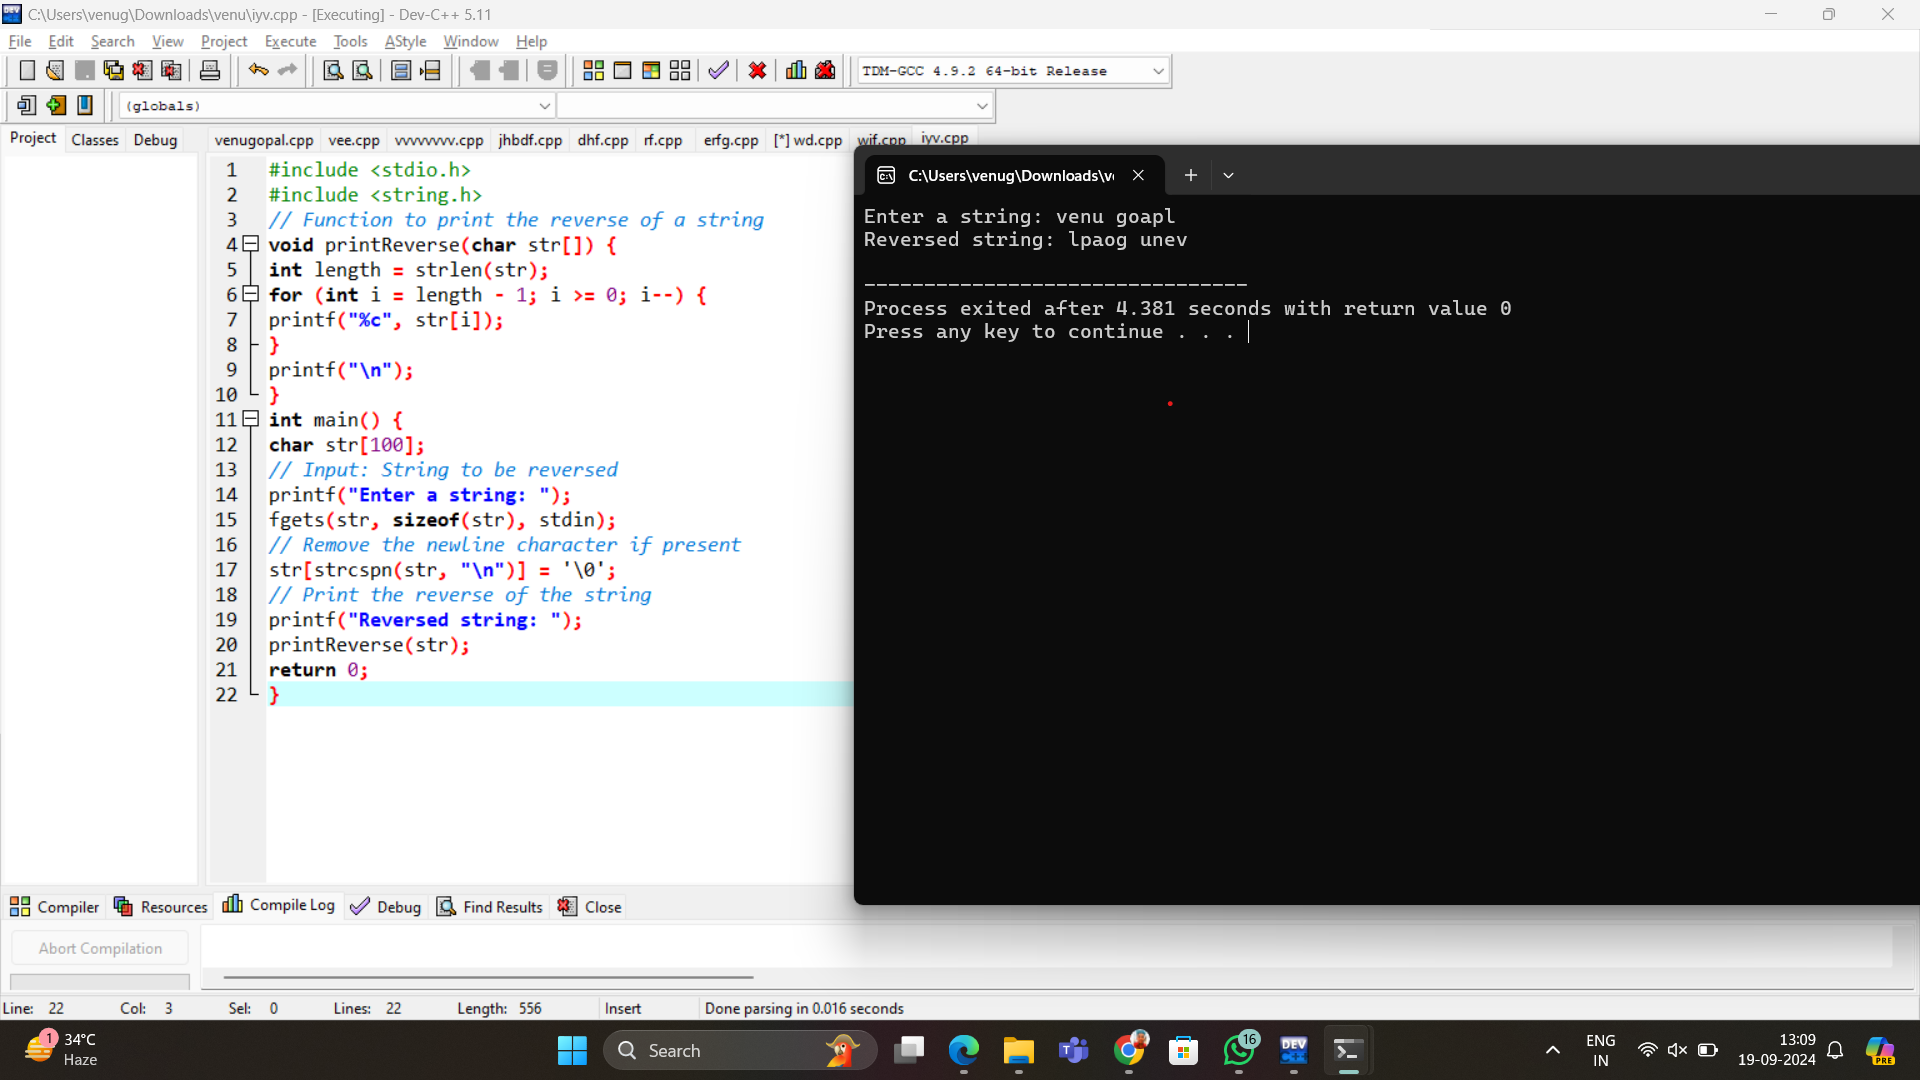 C:\Users\venug\Downloads\venu\iyv.cpp - [Executing] - Dev-C++ 5.11
File Edit Search View Project Execute Tools AStyle Window Help
TDM-GCC 4.9.2 64-bit Release
(globals)
Project Classes Debug venugopal.cpp vee.cpp vvvvvvvv.cpp jhbdf.cpp dhf.cpp rf.cpp erfg.cpp [*] wd.cpp wif.cpp iyv.cpp
1 #include <stdio.h>
2 #include <string.h>
3 // Function to print the reverse of a string
4 void printReverse(char str[]) {
5 int length = strlen(str);
6 for (int i = length - 1; i >= 0; i--) {
7 printf("%c", str[i]);
8 }
9 printf("\n");
10 }
11 int main() {
12 char str[100];
13 // Input: String to be reversed
14 printf("Enter a string: ");
15 fgets(str, sizeof(str), stdin);
16 // Remove the newline character if present
17 str[strcspn(str, "\n")] = '\0';
18 // Print the reverse of the string
19 printf("Reversed string: ");
20 printReverse(str);
21 return 0;
22 }
C:\Users\venug\Downloads\v
Enter a string: venu goapl
Reversed string: lpaog unev
--------------------------------
Process exited after 4.381 seconds with return value 0
Press any key to continue . . .
Compiler Resources Compile Log Debug Find Results Close
Abort Compilation
Line: 22 Col: 3 Sel: 0 Lines: 22 Length: 556 Insert Done parsing in 0.016 seconds
1 34°C
Haze
Search
DEV
16
ENG
IN
13:09
19-09-2024
PRE